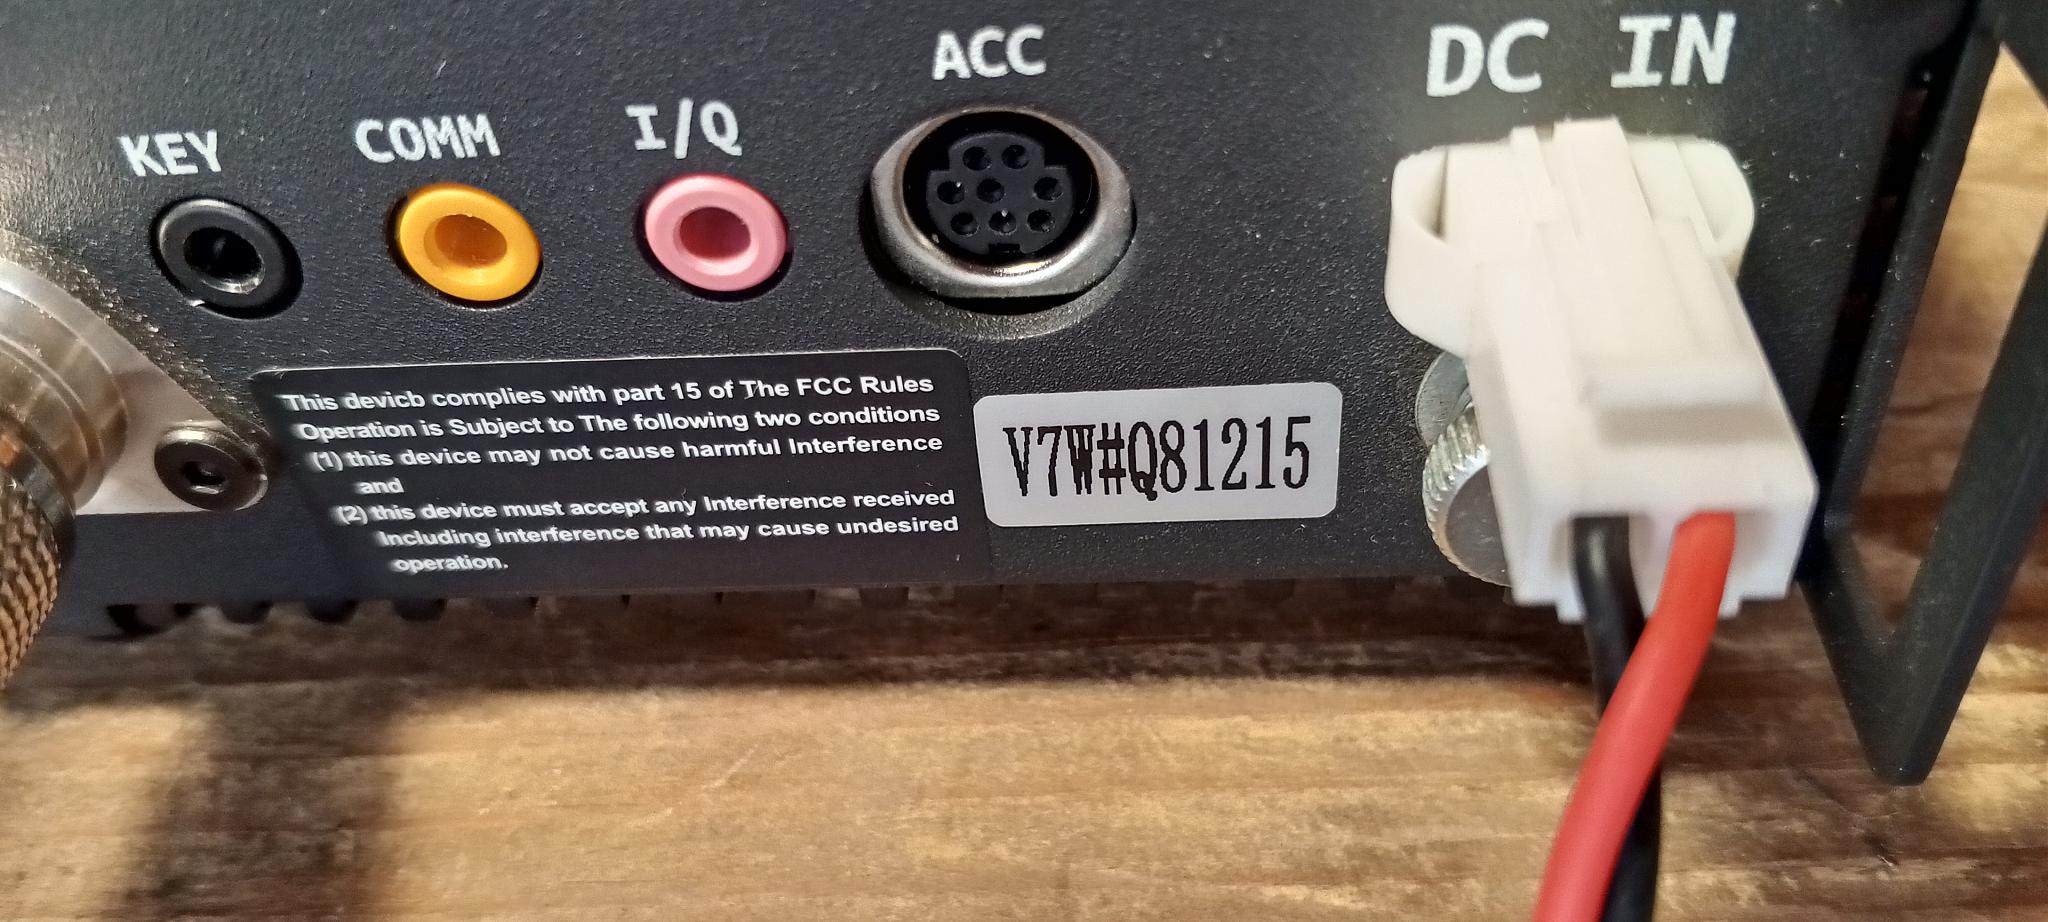 KEY
COMM
I/Q
ACC
DC IN
This devicb complies with part 15 of The FCC Rules
Operation is Subject to The following two conditions
(1) this device may not cause harmful Interference
and
(2) this device must accept any Interference received
Including interference that may cause undesired
operation.
V7W#Q81215